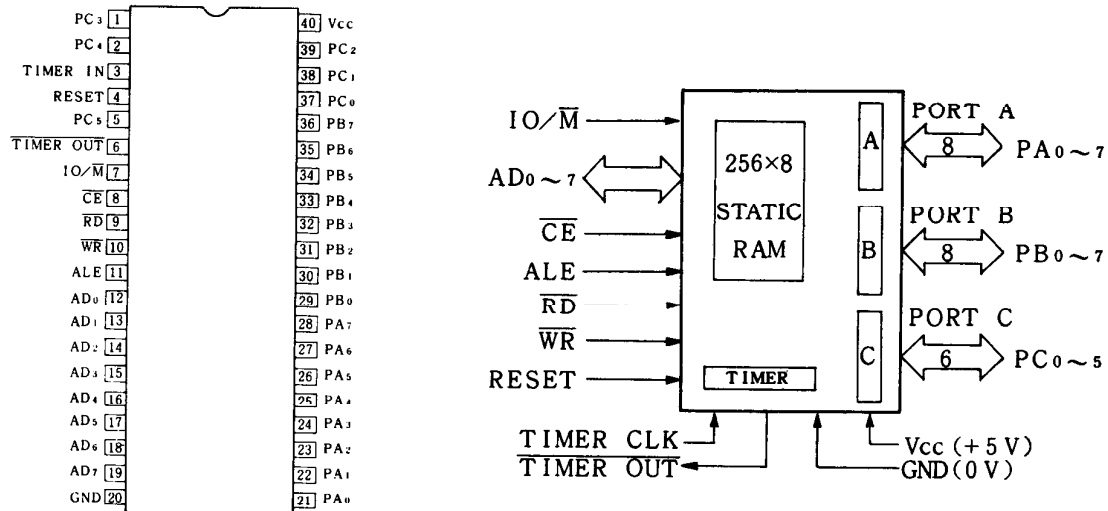 PC3 1
PC4 2
TIMER IN 3
RESET 4
PC5 5
TIMER OUT 6
IO/M 7
CE 8
RD 9
WR 10
ALE 11
AD0 12
AD1 13
AD2 14
AD3 15
AD4 16
AD5 17
AD6 18
AD7 19
GND 20
40 Vcc
39 PC2
38 PC1
37 PC0
36 PB7
35 PB6
34 PB5
33 PB4
32 PB3
31 PB2
30 PB1
29 PB0
28 PA7
27 PA6
26 PA5
25 PA4
24 PA3
23 PA2
22 PA1
21 PA0
IO/M
AD0~7
CE
ALE
RD
WR
RESET
TIMER CLK
TIMER OUT
256×8
STATIC
RAM
TIMER
A
B
C
PORT A
8 PA0~7
PORT B
8 PB0~7
PORT C
6 PC0~5
Vcc (+5V)
GND(0V)